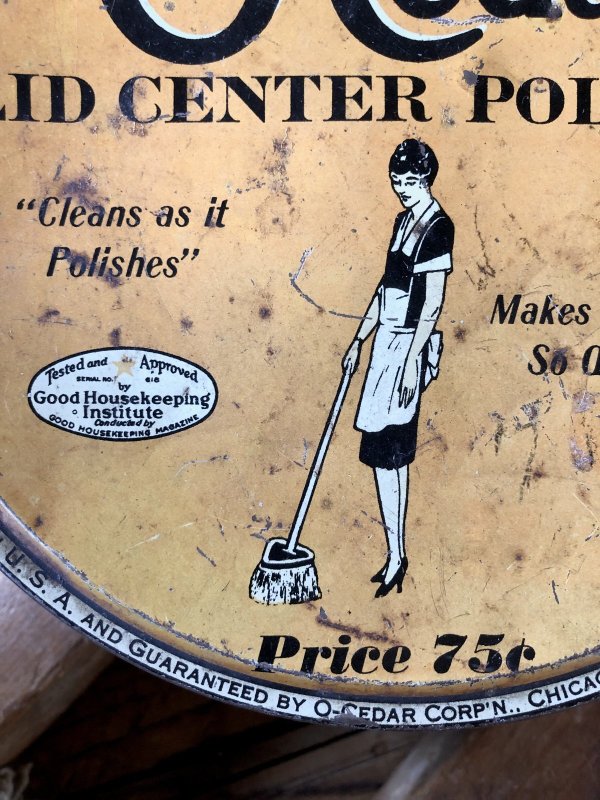 LID CENTER POL
"Cleans as it
Polishes"
Makes
So
Tested and Approved
SERIAL NO. 618
by
Good Housekeeping
Institute
Conducted by
GOOD HOUSEKEEPING MAGAZINE
Price 75¢
U. S. A. AND GUARANTEED BY O-CEDAR CORP'N., CHICA